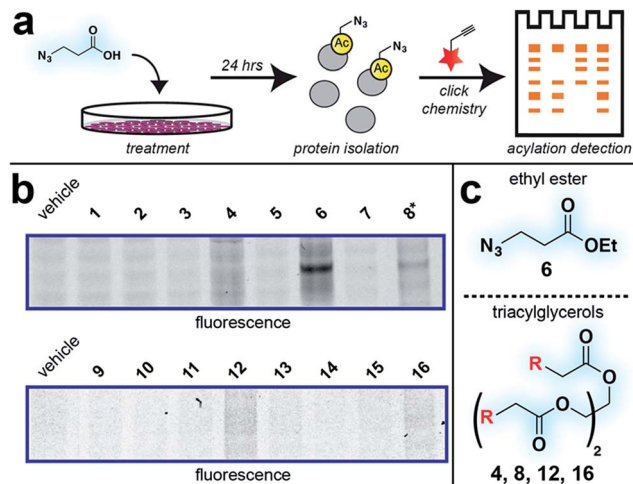 a
N3
O
OH
24 hrs
N3
Ac
N3
Ac
click
chemistry
treatment
protein isolation
acylation detection
b
vehicle 1 2 3 4 5 6 7 8*
fluorescence
vehicle 9 10 11 12 13 14 15 16
fluorescence
c
ethyl ester
O
N3 OEt
6
triacylglycerols
O
R O
R O
O 2
4, 8, 12, 16